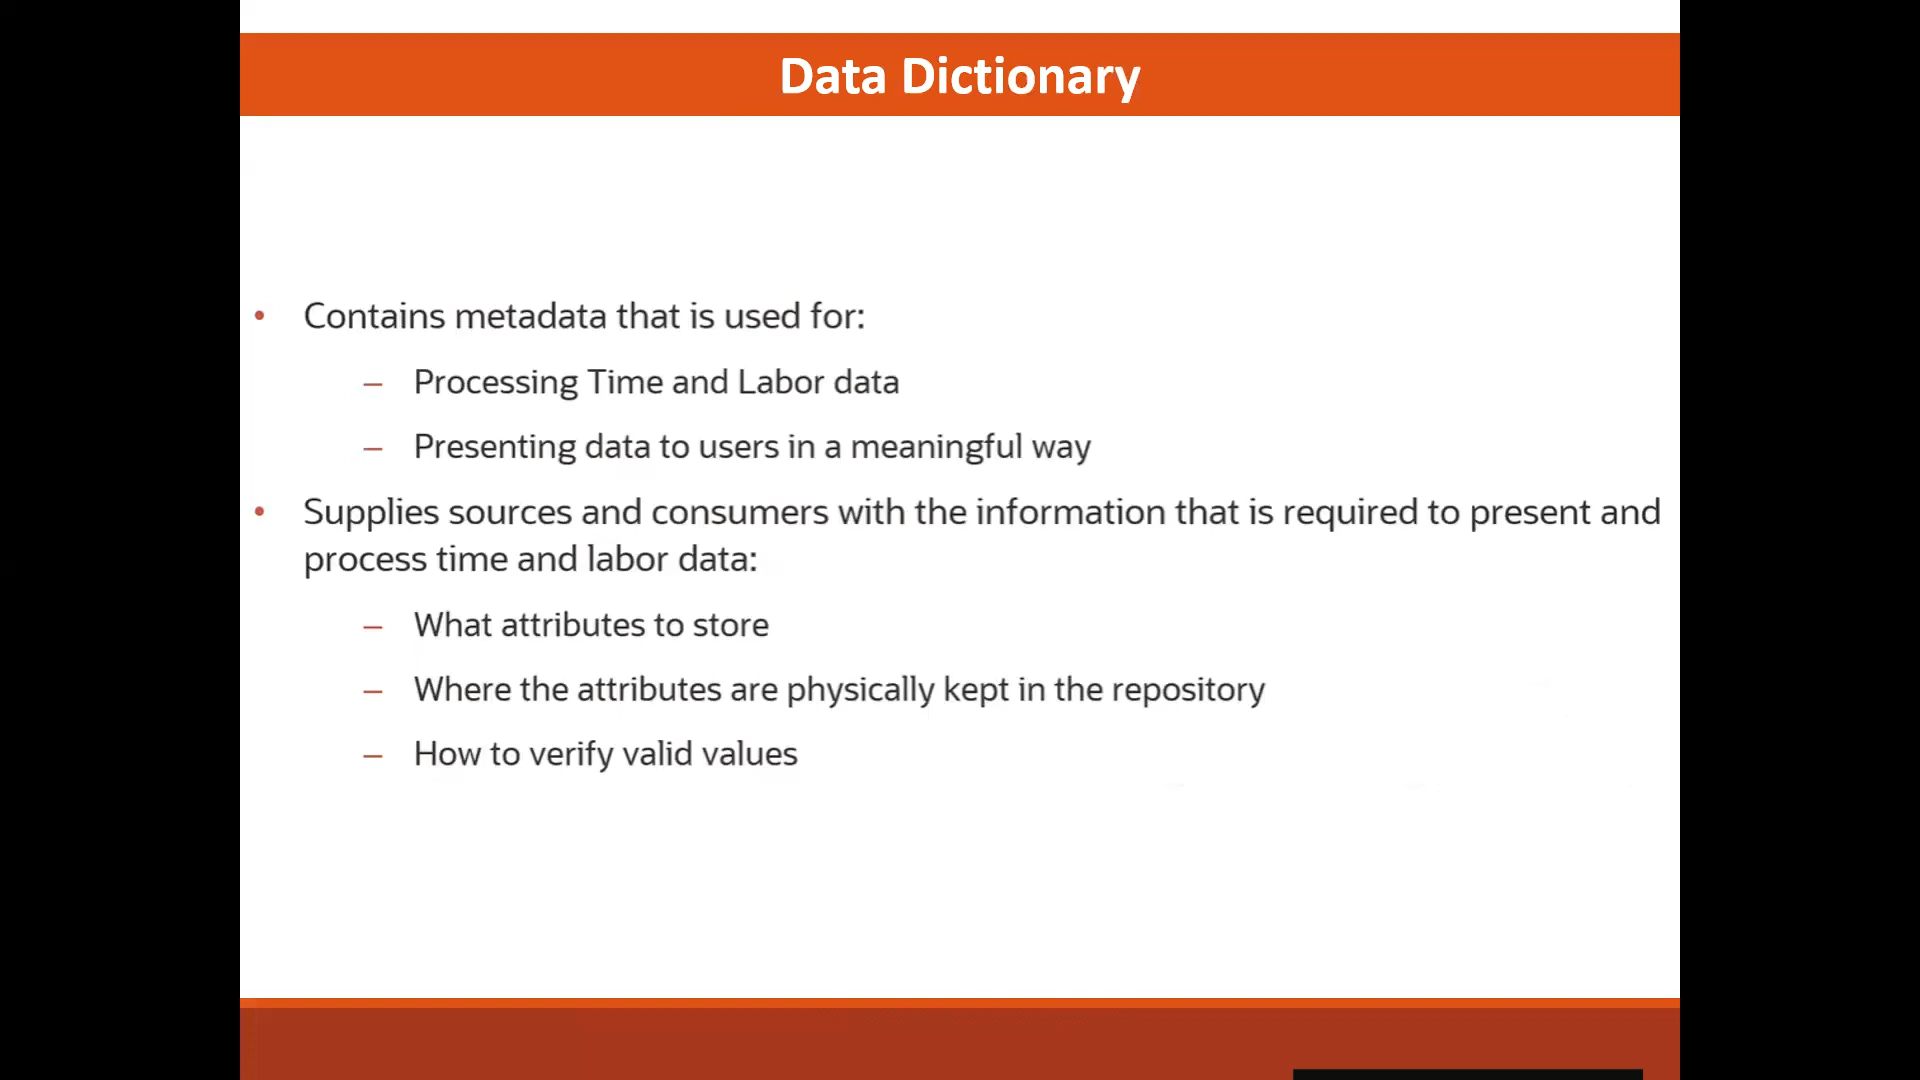 Data Dictionary
• Contains metadata that is used for:
– Processing Time and Labor data
– Presenting data to users in a meaningful way
• Supplies sources and consumers with the information that is required to present and
process time and labor data:
– What attributes to store
– Where the attributes are physically kept in the repository
– How to verify valid values